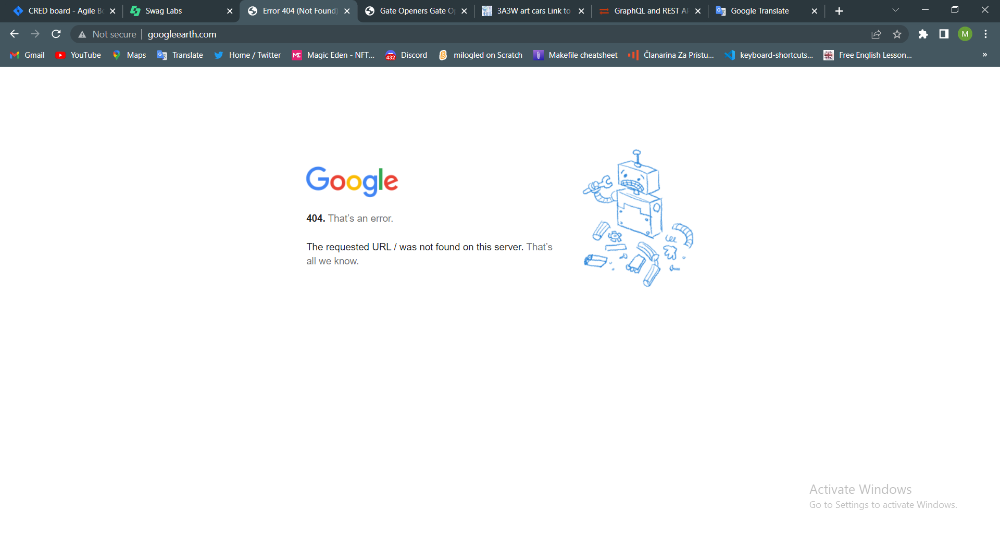 CRED board - Agile Bo
Swag Labs
Error 404 (Not Found)
Gate Openers Gate Op
3A3W art cars Link to
GraphQL and REST AP
Google Translate
Not secure
googleearth.com
M
Gmail
YouTube
Maps
Translate
Home / Twitter
ME
Magic Eden - NFT...
432
Discord
milogled on Scratch
Makefile cheatsheet
Članarina Za Pristu...
keyboard-shortcuts...
Free English Lesson...
»
Google
404. That’s an error.
The requested URL / was not found on this server. That’s
all we know.
Activate Windows
Go to Settings to activate Windows.